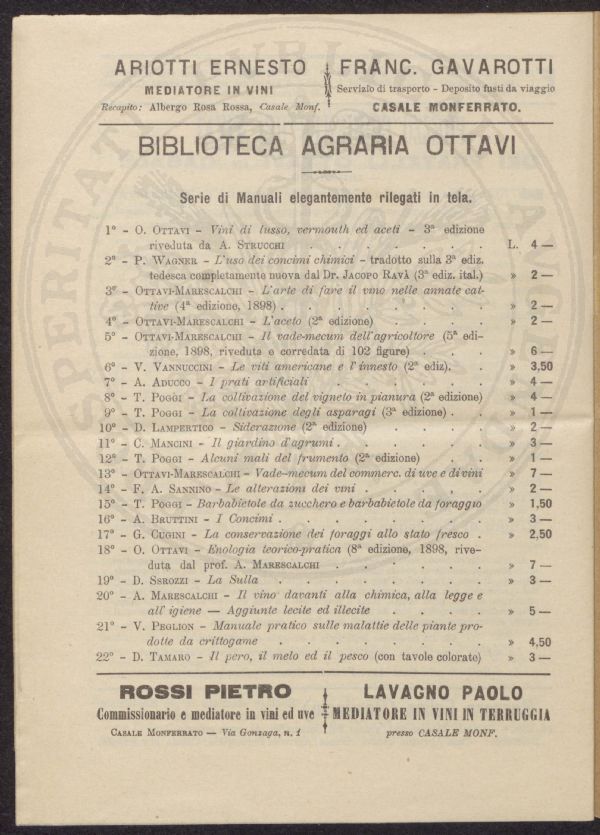 ARIOTTI ERNESTO
MEDIATORE IN VINI
Recapito: Albergo Rosa Rossa, Casale Monf.
FRANC. GAVAROTTI
Servizio di trasporto - Deposito fusti da viaggio
CASALE MONFERRATO.
BIBLIOTECA AGRARIA OTTAVI
Serie di Manuali elegantemente rilegati in tela.
1° - O. OTTAVI - Vini di lusso, vermouth ed aceti - 3ª edizione
riveduta da A. STRUCCHI . . . . . . L. 4 —
2° - P. WAGNER - L'uso dei concimi chimici - tradotto sulla 3ª ediz.
tedesca completamente nuova dal Dr. JACOPO RAVÀ (3ª ediz. ital.) » 2 —
3° - OTTAVI-MARESCALCHI - L'arte di fare il vino nelle annate cat-
tive (4ª edizione, 1898) . . . . . . . » 2 —
4° - OTTAVI-MARESCALCHI - L'aceto (2ª edizione) . . . . » 2 —
5° - OTTAVI-MARESCALCHI - Il vade-mecum dell'agricoltore (5ª edi-
zione, 1898, riveduta e corredata di 102 figure) . . . » 6 —
6° - V. VANNUCCINI - Le viti americane e l'innesto (2ª ediz). . . » 3,50
7° - A. ADUCCO - I prati artificiali . . . . . . » 4 —
8° - T. POGGI - La coltivazione del vigneto in pianura (2ª edizione) » 4 —
9° - T. POGGI - La coltivazione degli asparagi (3ª edizione) . . » 1 —
10° - D. LAMPERTICO - Siderazione (2ª edizione) . . . . » 2 —
11° - C. MANCINI - Il giardino d'agrumi . . . . . . » 3 —
12° - T. POGGI - Alcuni mali del frumento (2ª edizione) . . . » 1 —
13° - OTTAVI-MARESCALCHI - Vade-mecum del commerc. di uve e di vini » 7 —
14° - F. A. SANNINO - Le alterazioni dei vini . . . . . » 2 —
15° - T. POGGI - Barbabietole da zucchero e barbabietole da foraggio » 1,50
16° - A. BRUTTINI - I Concimi . . . . . . . . » 3 —
17° - G. CUGINI - La conservazione dei foraggi allo stato fresco . » 2,50
18° - O. OTTAVI - Enologia teorico-pratica (8ª edizione, 1898, rive-
duta dal prof. A. MARESCALCHI . . . . . » 7 —
19° - D. SSROZZI - La Sulla . . . . . . . . » 3 —
20° - A. MARESCALCHI - Il vino davanti alla chimica, alla legge e
all'igiene — Aggiunte lecite ed illecite . . . . » 5 —
21° - V. PEGLION - Manuale pratico sulle malattie delle piante pro-
dotte da crittogame . . . . . . . » 4,50
22° - D. TAMARO - Il pero, il melo ed il pesco (con tavole colorate) » 3 —
ROSSI PIETRO
Commissionario e mediatore in vini ed uve
CASALE MONFERRATO — Via Gonzaga, n. 1
LAVAGNO PAOLO
MEDIATORE IN VINI IN TERRUGGIA
presso CASALE MONF.